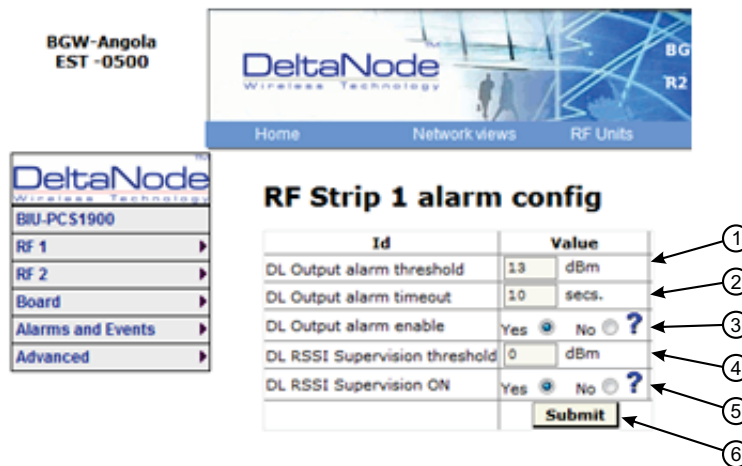 BGW-Angola
EST -0500
DeltaNode™
Wireless Technology
BG
R2
Home Network views RF Units
DeltaNode™
Wireless Technology
BIU-PCS1900
RF 1
RF 2
Board
Alarms and Events
Advanced
RF Strip 1 alarm config
Id Value
DL Output alarm threshold 13 dBm
DL Output alarm timeout 10 secs.
DL Output alarm enable Yes No ?
DL RSSI Supervision threshold 0 dBm
DL RSSI Supervision ON Yes No ?
Submit
1
2
3
4
5
6